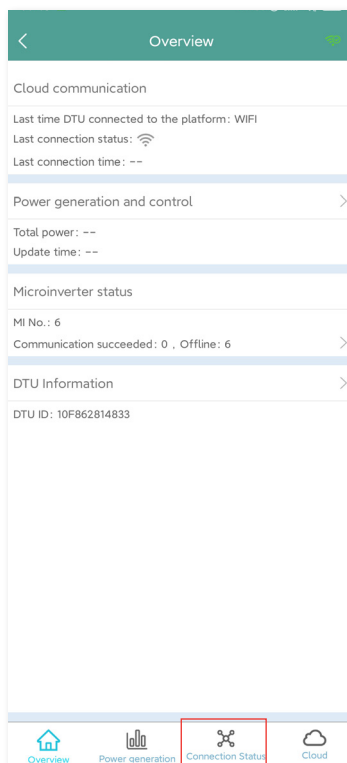 Overview
Cloud communication
Last time DTU connected to the platform: WIFI
Last connection status:
Last connection time: --
Power generation and control
Total power: --
Update time: --
Microinverter status
MI No.: 6
Communication succeeded: 0 , Offline: 6
DTU Information
DTU ID: 10F862814833
Overview
Power generation
Connection Status
Cloud